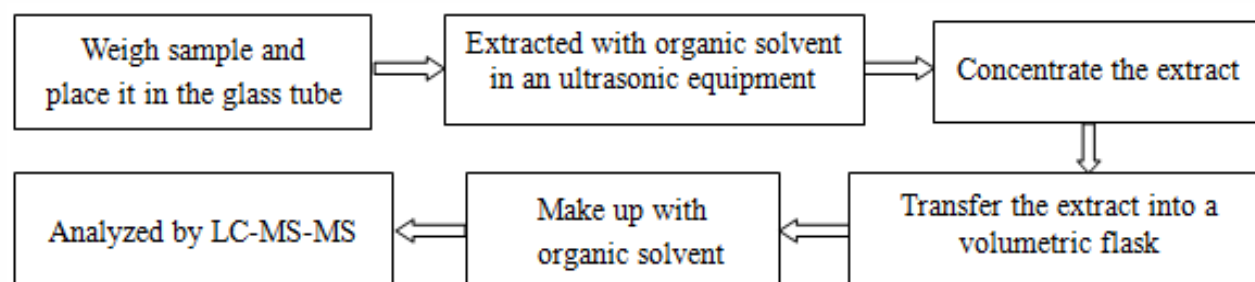 Weigh sample and
place it in the glass tube
Extracted with organic solvent
in an ultrasonic equipment
Concentrate the extract
Transfer the extract into a
volumetric flask
Make up with
organic solvent
Analyzed by LC-MS-MS